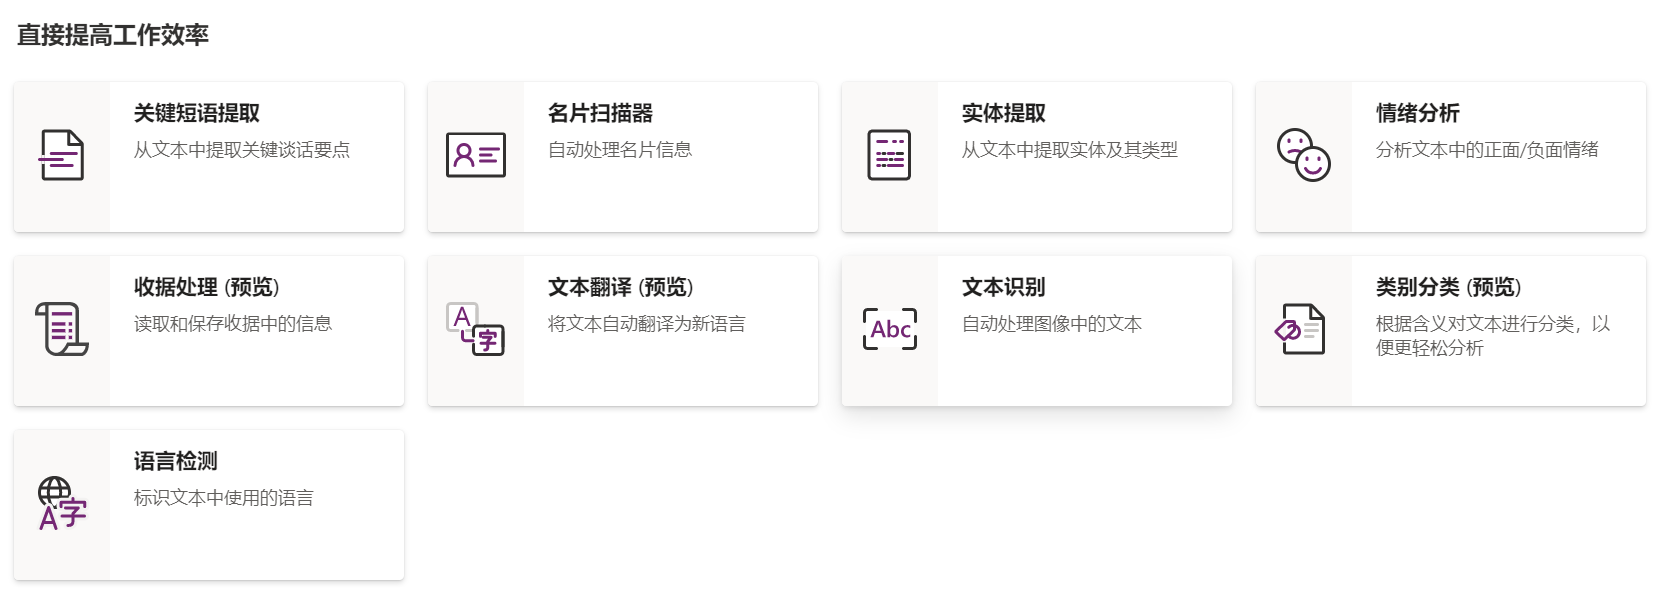 直接提高工作效率
关键短语提取
从文本中提取关键谈话要点
名片扫描器
自动处理名片信息
实体提取
从文本中提取实体及其类型
情绪分析
分析文本中的正面/负面情绪
收据处理 (预览)
读取和保存收据中的信息
A
字
文本翻译 (预览)
将文本自动翻译为新语言
Abc
文本识别
自动处理图像中的文本
类别分类 (预览)
根据含义对文本进行分类，以
便更轻松分析
A字
语言检测
标识文本中使用的语言